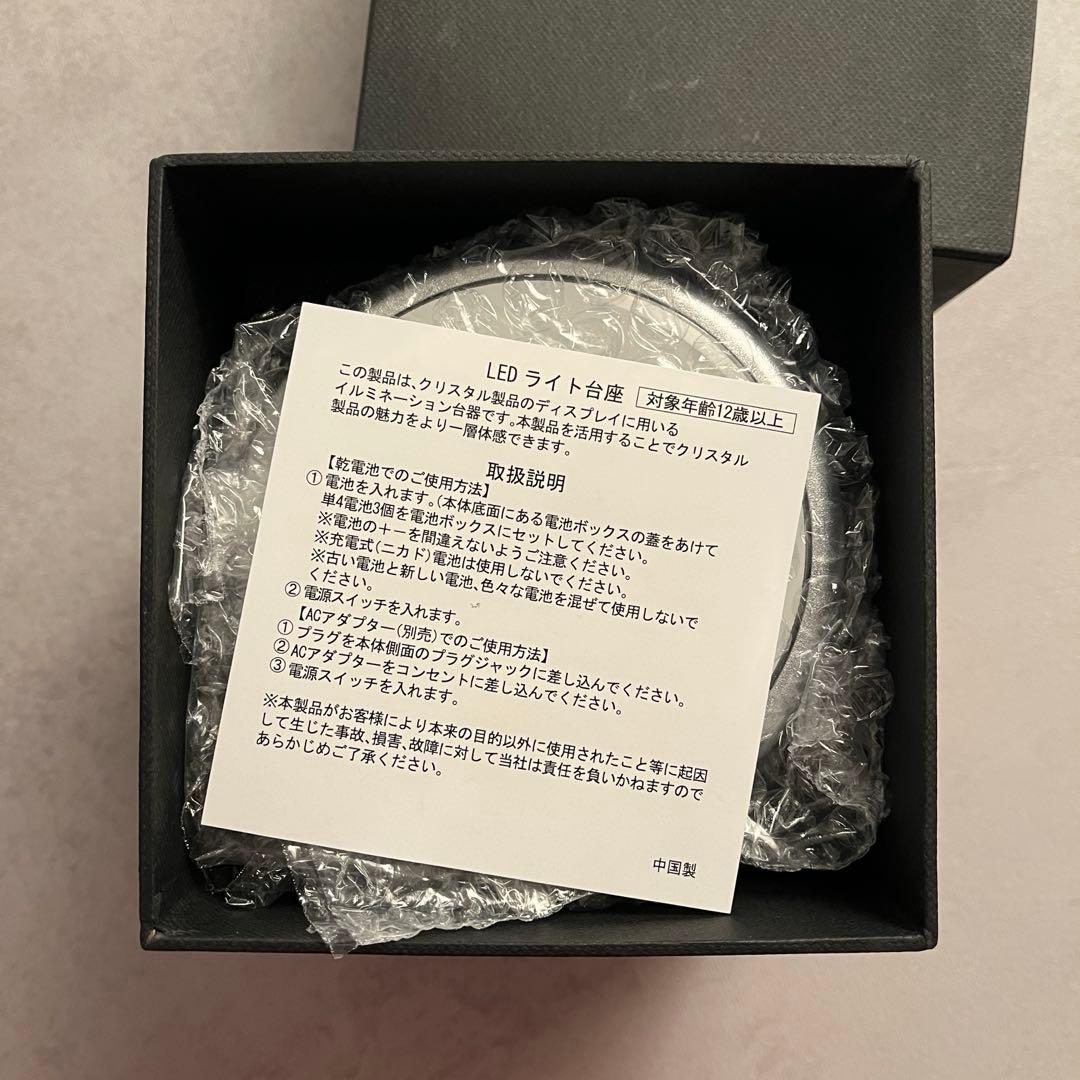 LED ライト台座 対象年齢12歳以上
この製品は、クリスタル製品のディスプレイに用いる
イルミネーション台器です。本製品を活用することでクリスタル
製品の魅力をより一層体感できます。
取扱説明
【乾電池でのご使用方法】
①電池を入れます。(本体底面にある電池ボックスの蓋をあけて
単4電池3個を電池ボックスにセットしてください。
※電池の＋－を間違えないようご注意ください。
※充電式(ニカド)電池は使用しないでください。
※古い電池と新しい電池、色々な電池を混ぜて使用しないで
ください。
②電源スイッチを入れます。
【ACアダプター(別売)でのご使用方法】
①プラグを本体側面のプラグジャックに差し込んでください。
②ACアダプターをコンセントに差し込んでください。
③電源スイッチを入れます。
※本製品がお客様により本来の目的以外に使用されたこと等に起因
して生じた事故、損害、故障に対して当社は責任を負いかねますので
あらかじめご了承ください。
中国製